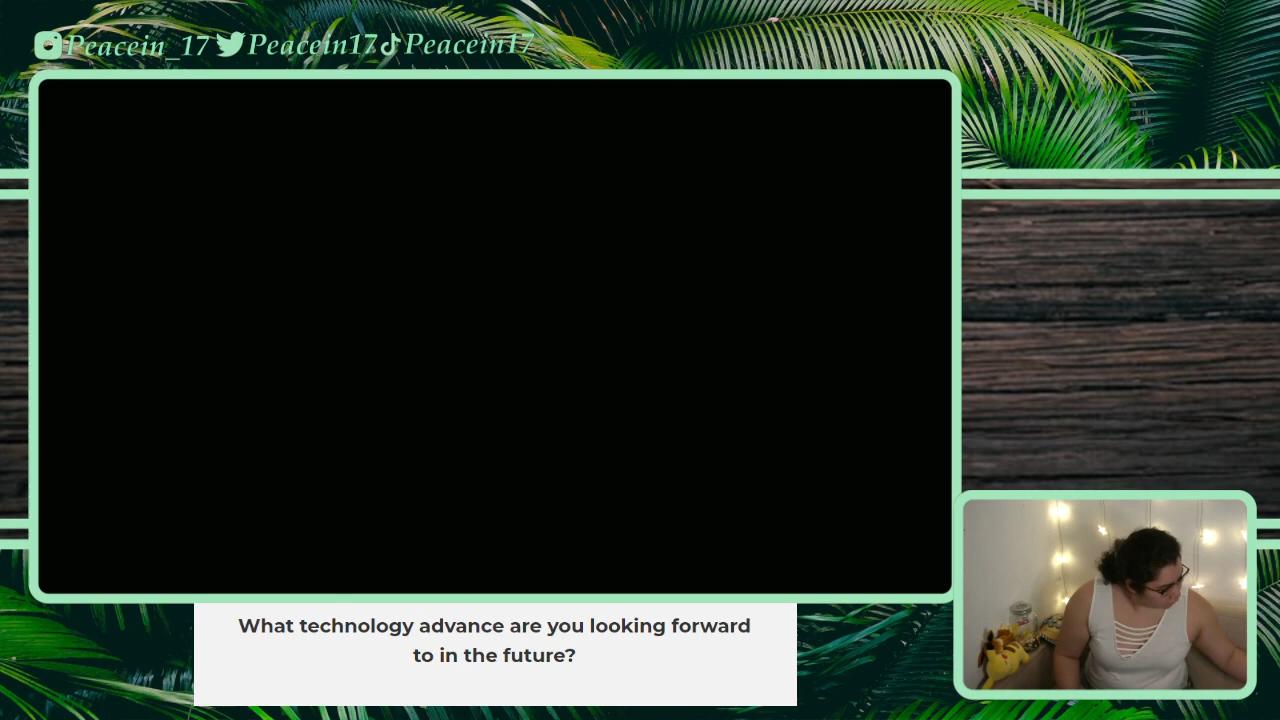 Peacein_17 Peacein17 Peacein17
What technology advance are you looking forward
to in the future?